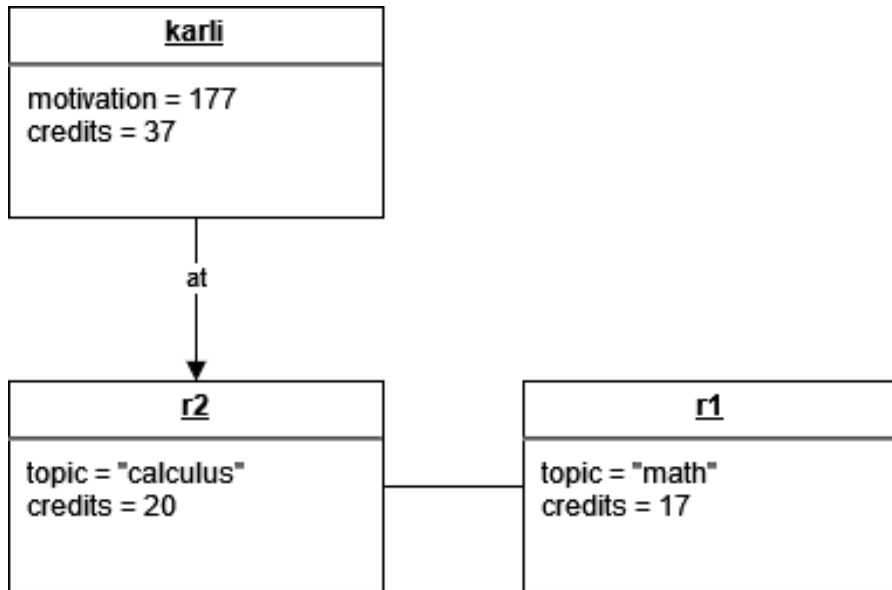 karli
motivation = 177
credits = 37
at
r2
topic = "calculus"
credits = 20
r1
topic = "math"
credits = 17